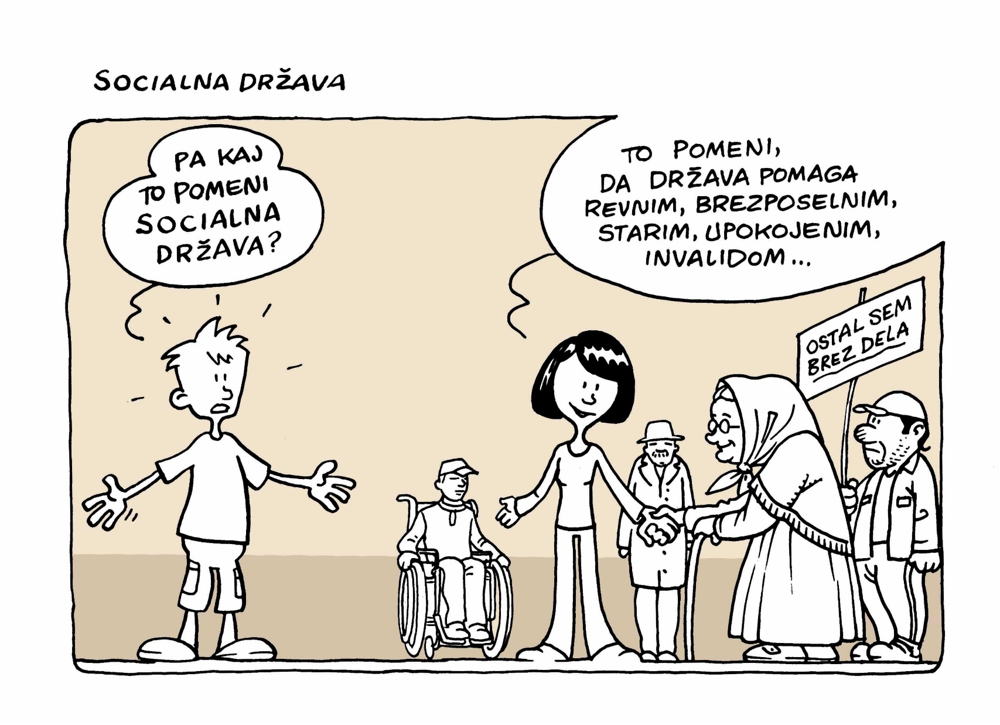 SOCIALNA DRŽAVA
PA KAJ
TO POMENI
SOCIALNA
DRŽAVA?
TO POMENI,
DA DRŽAVA POMAGA
REVNIM, BREZPOSELNIM,
STARIM, UPOKOJENIM,
INVALIDOM...
OSTAL SEM
BREZ DELA